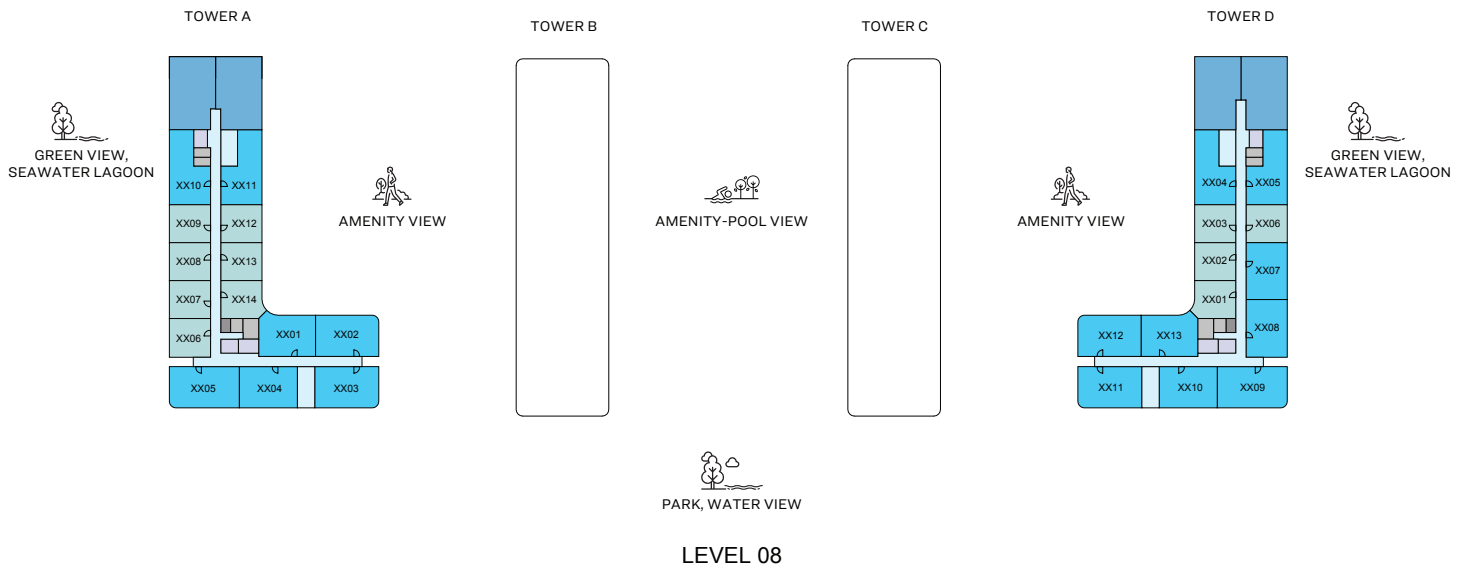 TOWER A
TOWER B
TOWER C
TOWER D
GREEN VIEW,
SEAWATER LAGOON
XX10
XX11
XX09
XX12
XX08
XX13
XX07
XX14
XX06
XX01
XX02
XX05
XX04
XX03
AMENITY VIEW
AMENITY-POOL VIEW
AMENITY VIEW
XX04
XX05
XX03
XX06
XX02
XX07
XX01
XX08
XX12
XX13
XX11
XX10
XX09
GREEN VIEW,
SEAWATER LAGOON
PARK, WATER VIEW
LEVEL 08